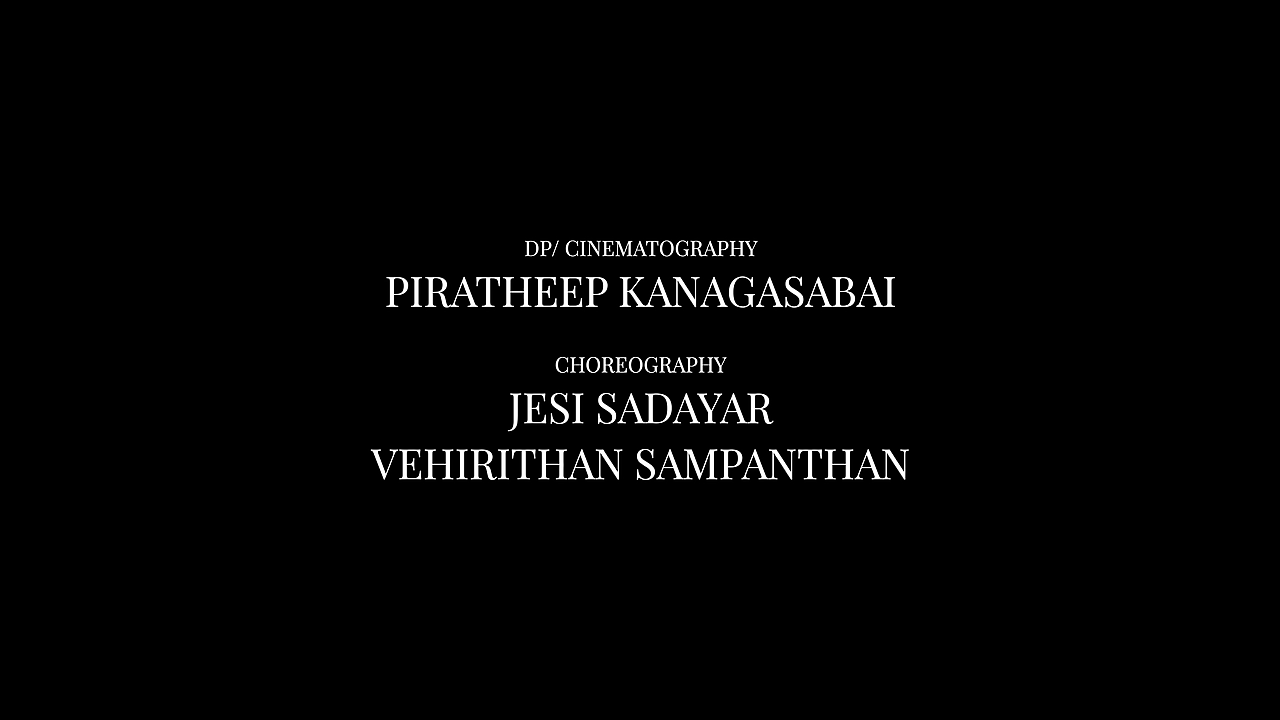 DP/ CINEMATOGRAPHY
PIRATHEEP KANAGASABAI
CHOREOGRAPHY
JESI SADAYAR
VEHIRITHAN SAMPANTHAN